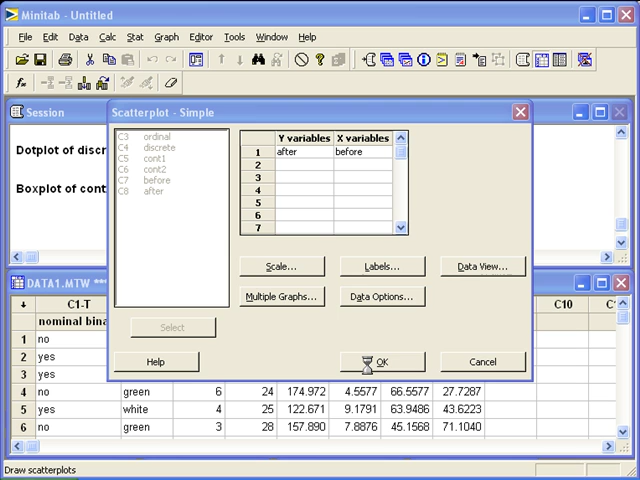 Minitab - Untitled
File Edit Data Calc Stat Graph Editor Tools Window Help
Session
Dotplot of discr
Boxplot of cont
Scatterplot - Simple
C3 ordinal
C4 discrete
C5 cont1
C6 cont2
C7 before
C8 after
Y variables X variables
1 after before
2
3
4
5
6
7
Scale... Labels... Data View...
Multiple Graphs... Data Options...
Select
Help OK Cancel
DATA1.MTW ***
C1-T C10
nominal bina
1 no
2 yes
3 yes
4 no green 6 24 174.972 4.5577 66.5577 27.7287
5 yes white 4 25 122.671 9.1791 63.9486 43.6223
6 no green 3 28 157.890 7.8876 45.1568 71.1040
Draw scatterplots